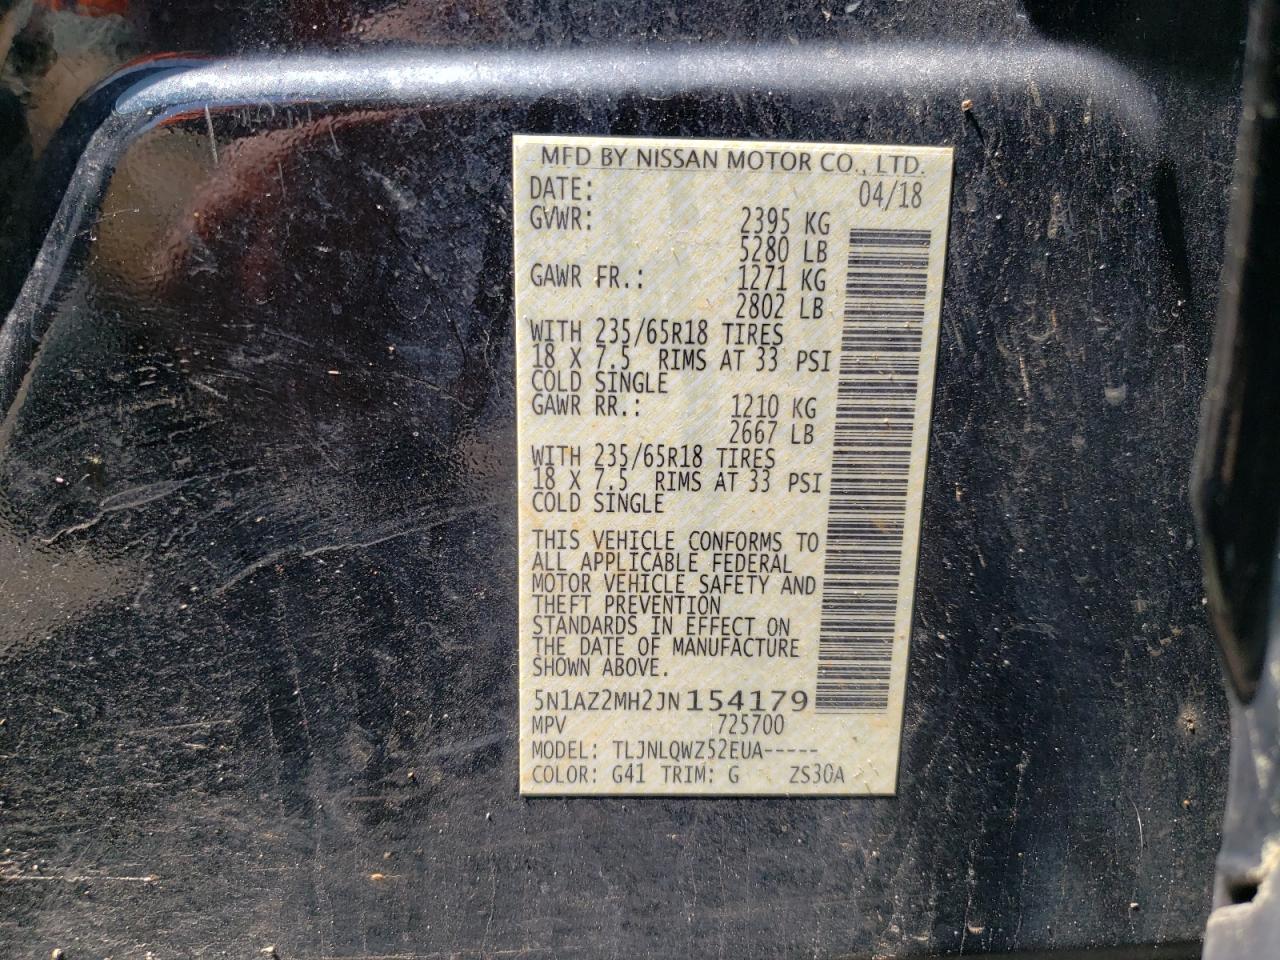 MFD BY NISSAN MOTOR CO., LTD.
DATE: 04/18
GVWR: 2395 KG
5280 LB
GAWR FR.: 1271 KG
2802 LB
WITH 235/65R18 TIRES
18 X 7.5 RIMS AT 33 PSI
COLD SINGLE
GAWR RR.: 1210 KG
2667 LB
WITH 235/65R18 TIRES
18 X 7.5 RIMS AT 33 PSI
COLD SINGLE
THIS VEHICLE CONFORMS TO
ALL APPLICABLE FEDERAL
MOTOR VEHICLE SAFETY AND
THEFT PREVENTION
STANDARDS IN EFFECT ON
THE DATE OF MANUFACTURE
SHOWN ABOVE.
5N1AZ2MH2JN154179
MPV 725700
MODEL: TLJNLQWZ52EUA-----
COLOR: G41 TRIM: G ZS30A